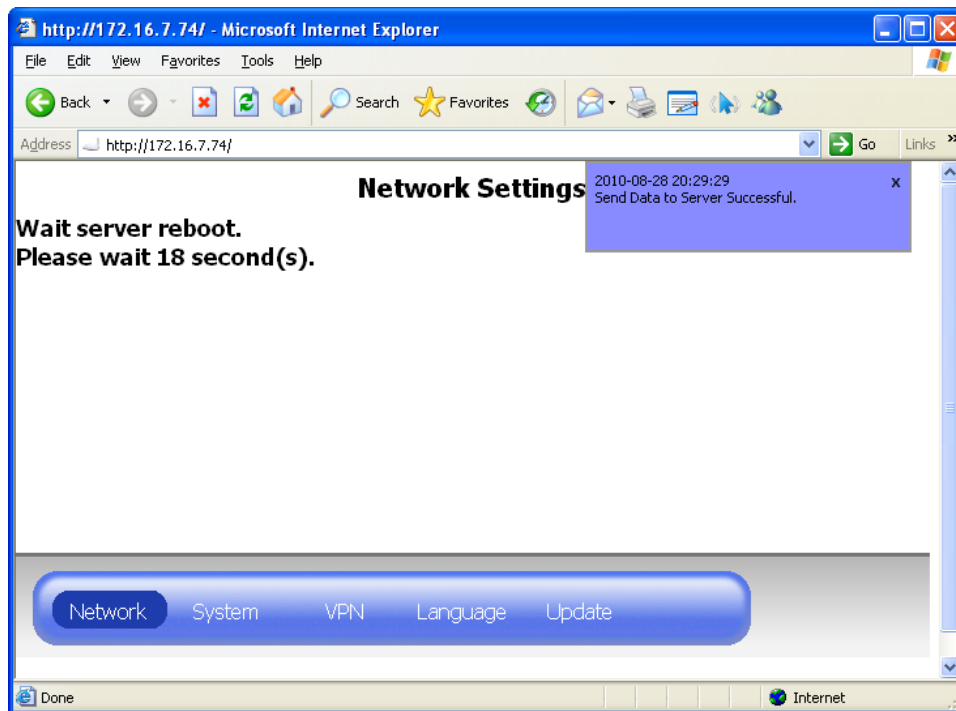 http://172.16.7.74/ - Microsoft Internet Explorer
File Edit View Favorites Tools Help
Back Search Favorites
Address http://172.16.7.74/ Go Links »
Network Settings
2010-08-28 20:29:29 x
Send Data to Server Successful.
Wait server reboot.
Please wait 18 second(s).
Network System VPN Language Update
Done Internet